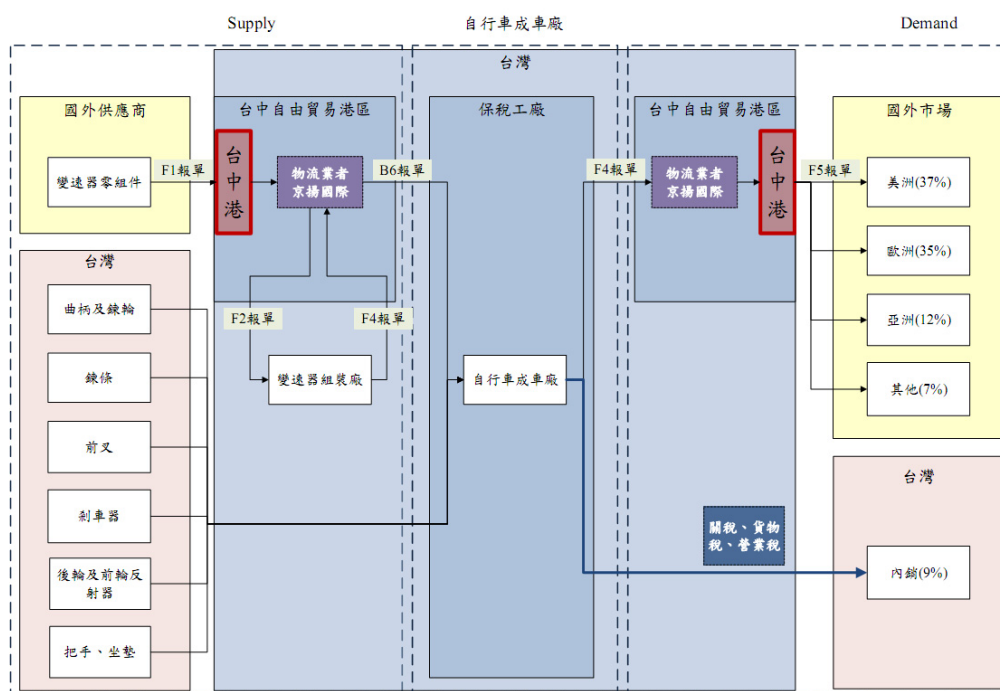 Supply
自行車成車廠
Demand
台灣
國外供應商
台中自由貿易港區
保稅工廠
台中自由貿易港區
國外市場
變速器零組件
F1報單
台中港
物流業者
京揚國際
B6報單
F4報單
物流業者
京揚國際
台中港
F5報單
美洲(37%)
歐洲(35%)
亞洲(12%)
其他(7%)
台灣
曲柄及鍊輪
鍊條
前叉
剎車器
後輪及前輪反
射器
把手、坐墊
F2報單
F4報單
變速器組裝廠
自行車成車廠
關稅、貨物
稅、營業稅
台灣
內銷(9%)